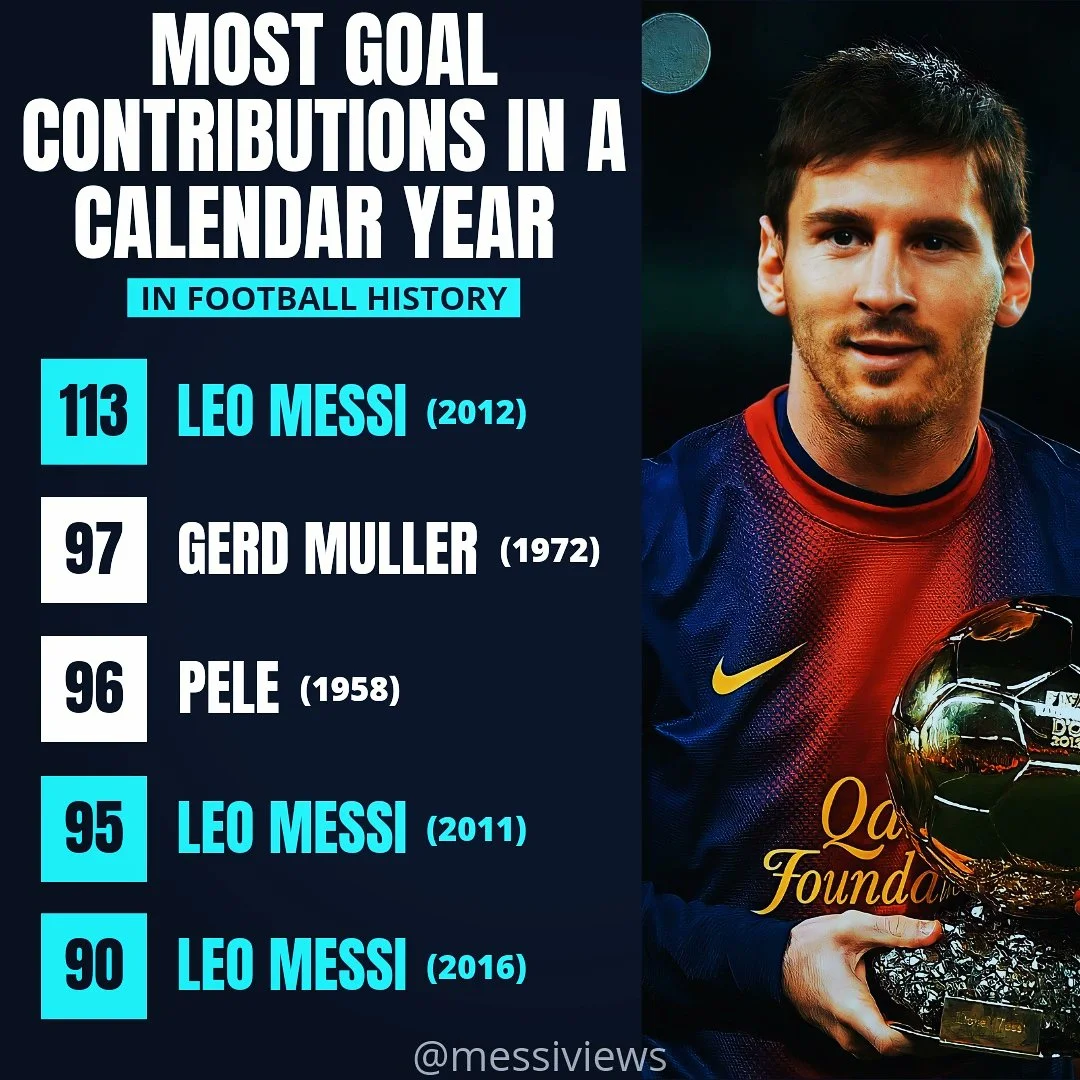 MOST GOAL
CONTRIBUTIONS IN A
CALENDAR YEAR
IN FOOTBALL HISTORY
113 LEO MESSI (2012)
97 GERD MULLER (1972)
96 PELE (1958)
95 LEO MESSI (2011)
90 LEO MESSI (2016)
Qa
Founda
D'O
201
@messiviews